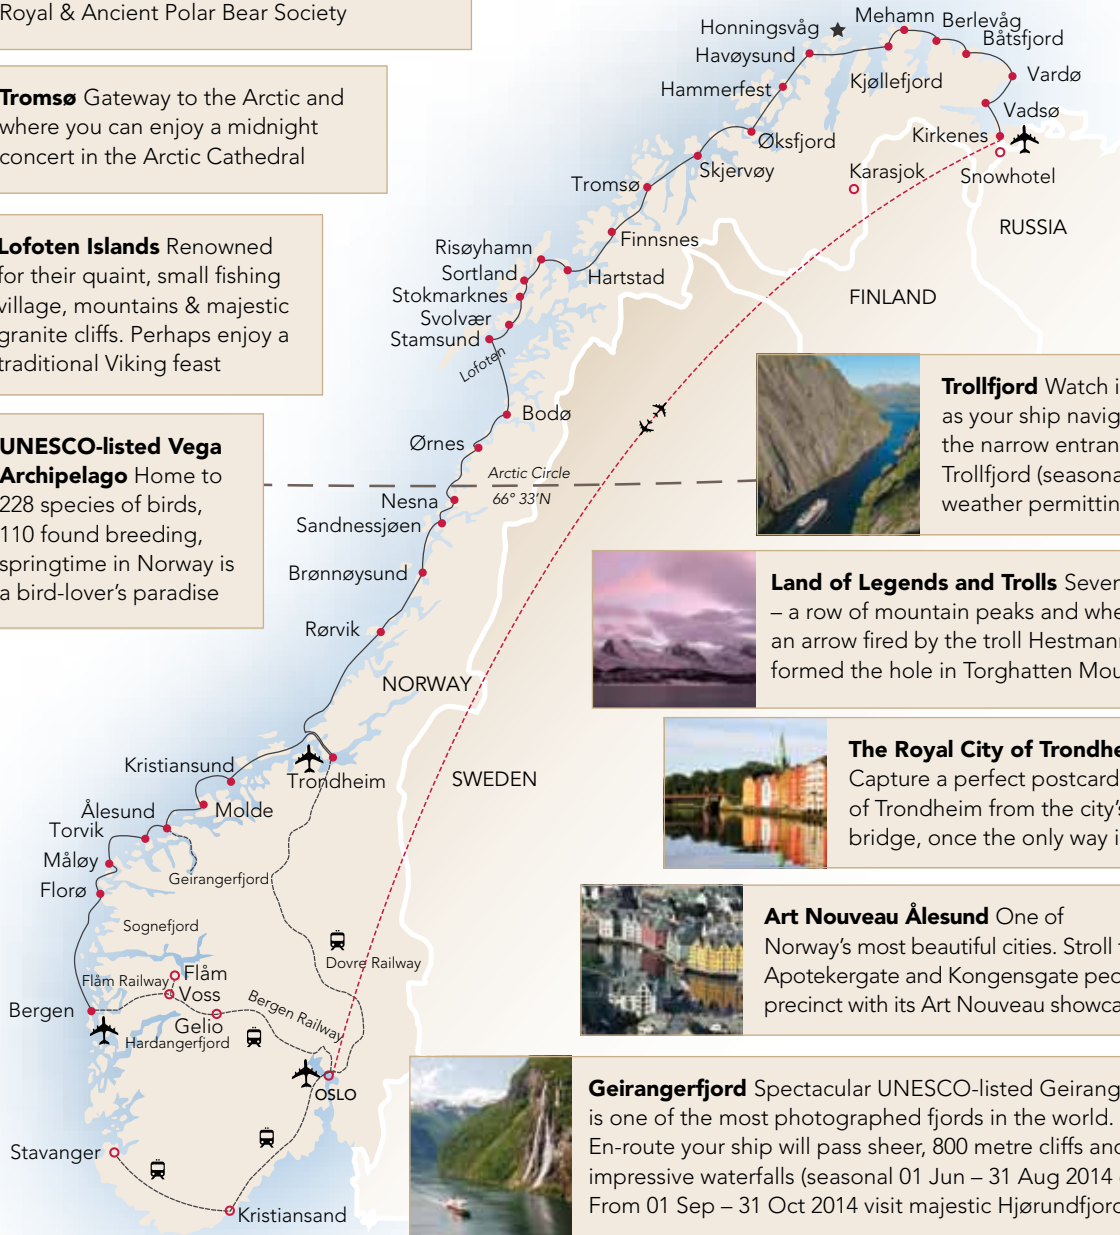 Royal & Ancient Polar Bear Society
Tromsø Gateway to the Arctic and
where you can enjoy a midnight
concert in the Arctic Cathedral
Lofoten Islands Renowned
for their quaint, small fishing
village, mountains & majestic
granite cliffs. Perhaps enjoy a
traditional Viking feast
UNESCO-listed Vega
Archipelago Home to
228 species of birds,
110 found breeding,
springtime in Norway is
a bird-lover's paradise
Mehamn
Berlevåg
Honningsvåg
Båtsfjord
Havøysund
Kjøllefjord
Vardø
Hammerfest
Vadsø
Øksfjord
Kirkenes
Skjervøy
Karasjok
Snowhotel
Tromsø
RUSSIA
Finnsnes
Risøyhamn
Sortland
Hartstad
Stokmarknes
FINLAND
Svolvær
Stamsund
Lofoten
Bodø
Ørnes
Arctic Circle
66° 33'N
Nesna
Sandnessjøen
Brønnøysund
Rørvik
NORWAY
SWEDEN
Trondheim
Kristiansund
Molde
Ålesund
Torvik
Måløy
Geirangerfjord
Florø
Sognefjord
Dovre Railway
Flåm
Flåm Railway
Voss
Bergen Railway
Bergen
Gelio
Hardangerfjord
OSLO
Stavanger
Kristiansand
Trollfjord Watch i
as your ship navig
the narrow entran
Trollfjord (seasona
weather permittin
Land of Legends and Trolls Seven
– a row of mountain peaks and whe
an arrow fired by the troll Hestmann
formed the hole in Torghatten Mou
The Royal City of Trondhe
Capture a perfect postcard
of Trondheim from the city's
bridge, once the only way i
Art Nouveau Ålesund One of
Norway's most beautiful cities. Stroll
Apotekergate and Kongensgate pe
precinct with its Art Nouveau showca
Geirangerfjord Spectacular UNESCO-listed Geirang
is one of the most photographed fjords in the world.
En-route your ship will pass sheer, 800 metre cliffs and
impressive waterfalls (seasonal 01 Jun – 31 Aug 2014
From 01 Sep – 31 Oct 2014 visit majestic Hjørundfjord